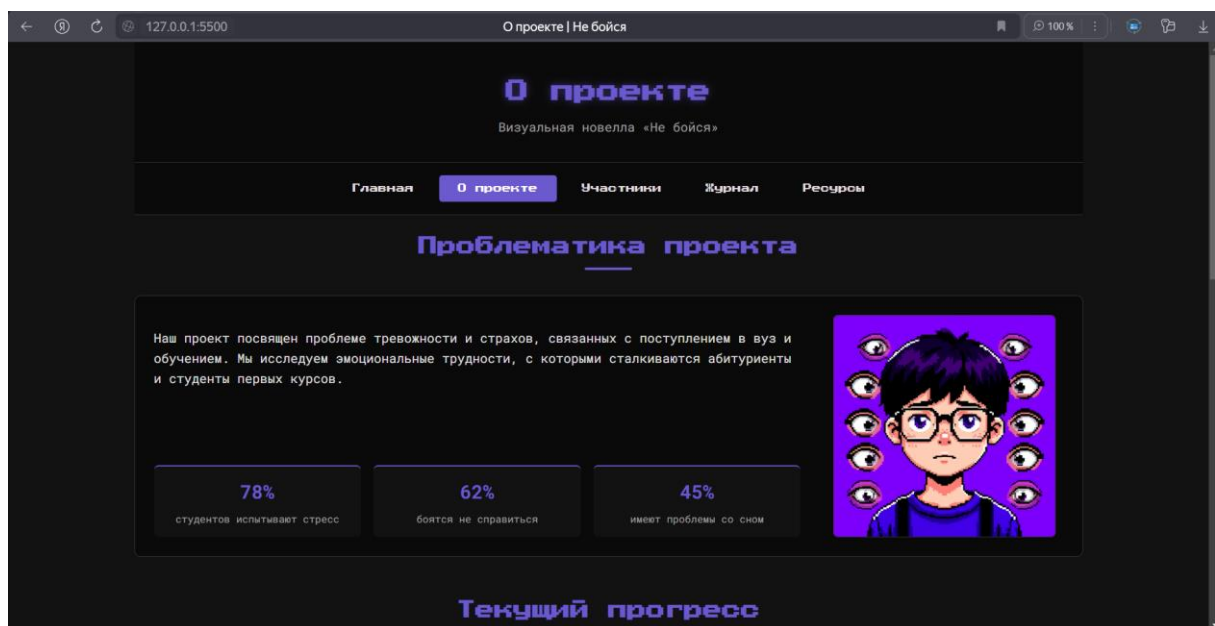 127.0.0.1:5500
О проекте | Не бойся
100 %
О проекте
Визуальная новелла «Не бойся»
Главная
О проекте
Участники
Журнал
Ресурсы
Проблематика проекта
Наш проект посвящен проблеме тревожности и страхов, связанных с поступлением в вуз и
обучением. Мы исследуем эмоциональные трудности, с которыми сталкиваются абитуриенты
и студенты первых курсов.
78%
студентов испытывают стресс
62%
боятся не справиться
45%
имеют проблемы со сном
Текущий прогресс